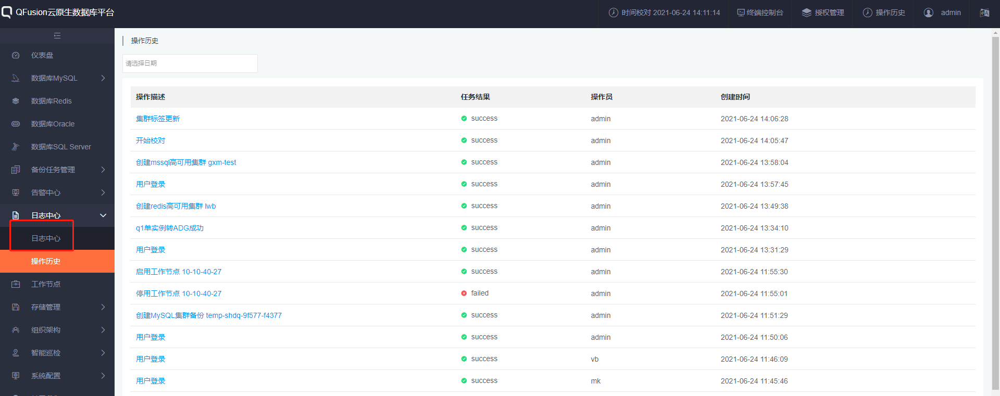 QFusion云原生数据库平台
时间校对 2021-06-24 14:11:14
终端控制台
授权管理
操作历史
admin
仪表盘
数据库MySQL
数据库Redis
数据库Oracle
数据库SQL Server
备份任务管理
告警中心
日志中心
日志中心
操作历史
工作节点
存储管理
组织架构
智能巡检
系统配置
操作历史
请选择日期
操作描述 任务结果 操作员 创建时间
集群标签更新 success admin 2021-06-24 14:06:28
开始校对 success admin 2021-06-24 14:05:47
创建mssql高可用集群 gxm-test success admin 2021-06-24 13:58:04
用户登录 success admin 2021-06-24 13:57:45
创建redis高可用集群 lwb success admin 2021-06-24 13:49:38
q1单实例转ADG成功 success admin 2021-06-24 13:34:10
用户登录 success admin 2021-06-24 13:31:29
启用工作节点 10-10-40-27 success admin 2021-06-24 11:55:30
停用工作节点 10-10-40-27 failed admin 2021-06-24 11:55:01
创建MySQL集群备份 temp-shdq-9f577-f4377 success admin 2021-06-24 11:51:29
用户登录 success admin 2021-06-24 11:50:06
用户登录 success vb 2021-06-24 11:46:09
用户登录 success mk 2021-06-24 11:45:46